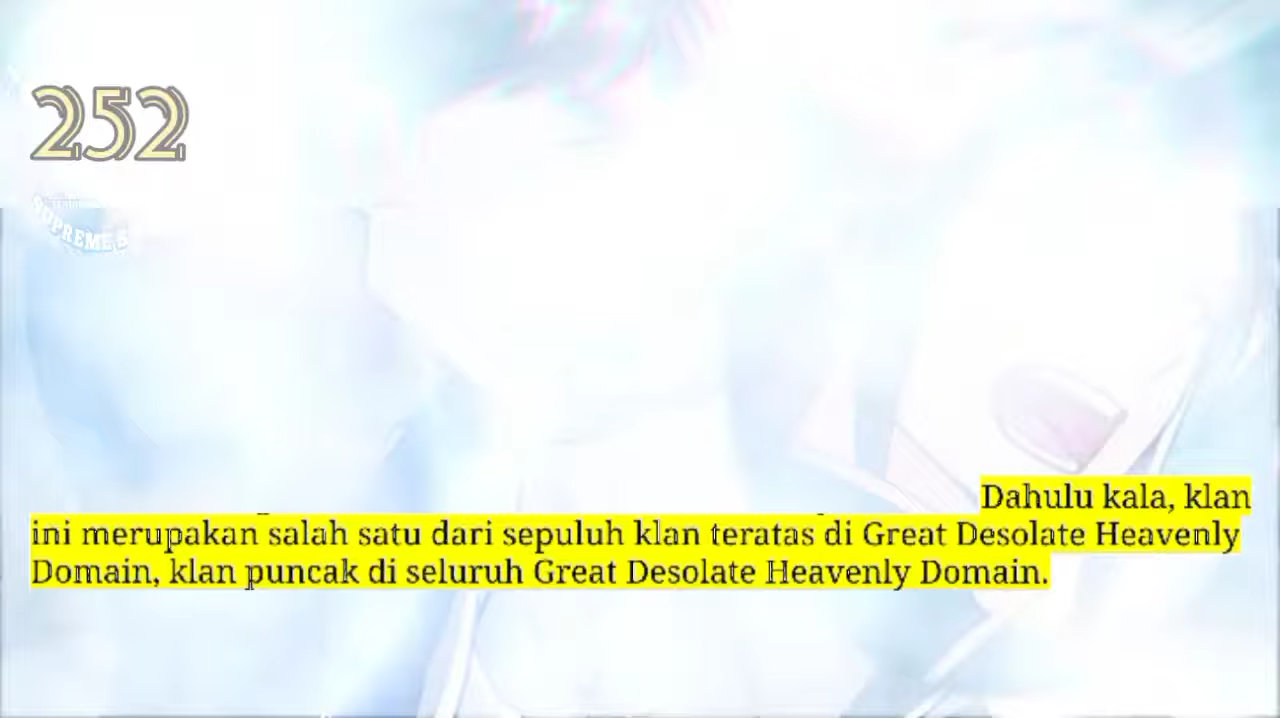 252
SUPREME S
Dahulu kala, klan
ini merupakan salah satu dari sepuluh klan teratas di Great Desolate Heavenly
Domain, klan puncak di seluruh Great Desolate Heavenly Domain.